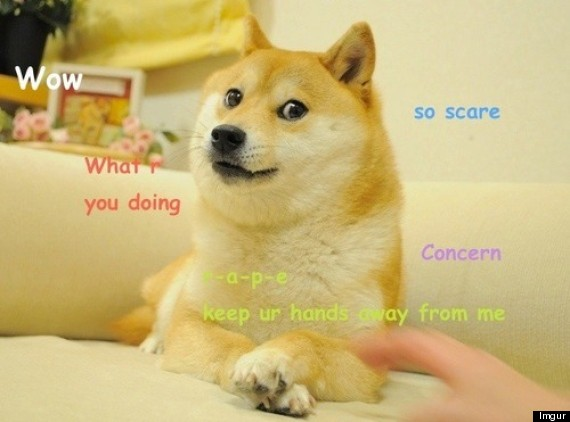 Wow
so scare
What r
you doing
Concern
r-a-p-e
keep ur hands away from me
Imgur